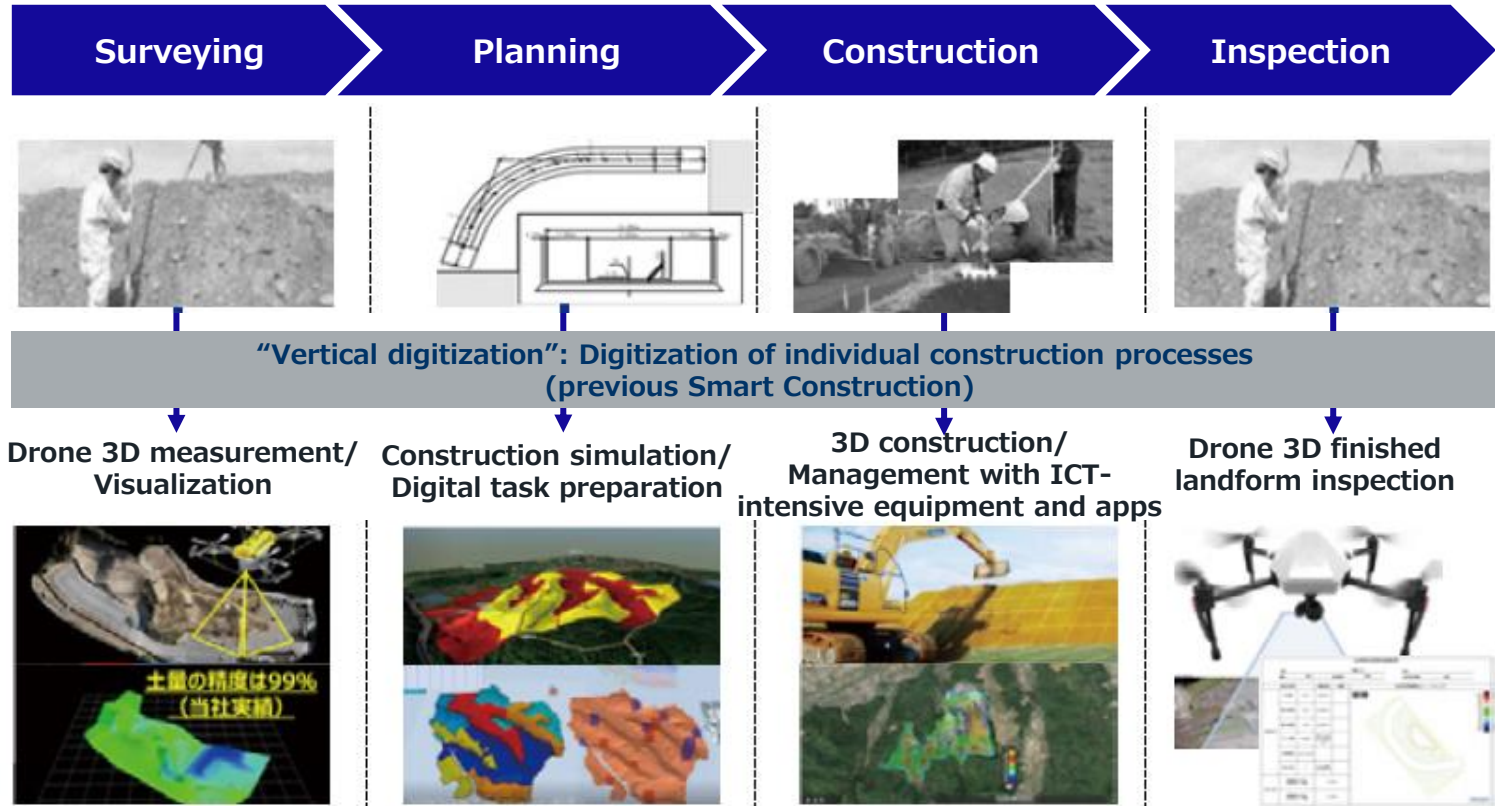 Surveying
Planning
Construction
Inspection
“Vertical digitization”: Digitization of individual construction processes
(previous Smart Construction)
Drone 3D measurement/
Visualization
Construction simulation/
Digital task preparation
3D construction/
Management with ICT-
intensive equipment and apps
Drone 3D finished
landform inspection
土量の精度は99%
（当社実績）